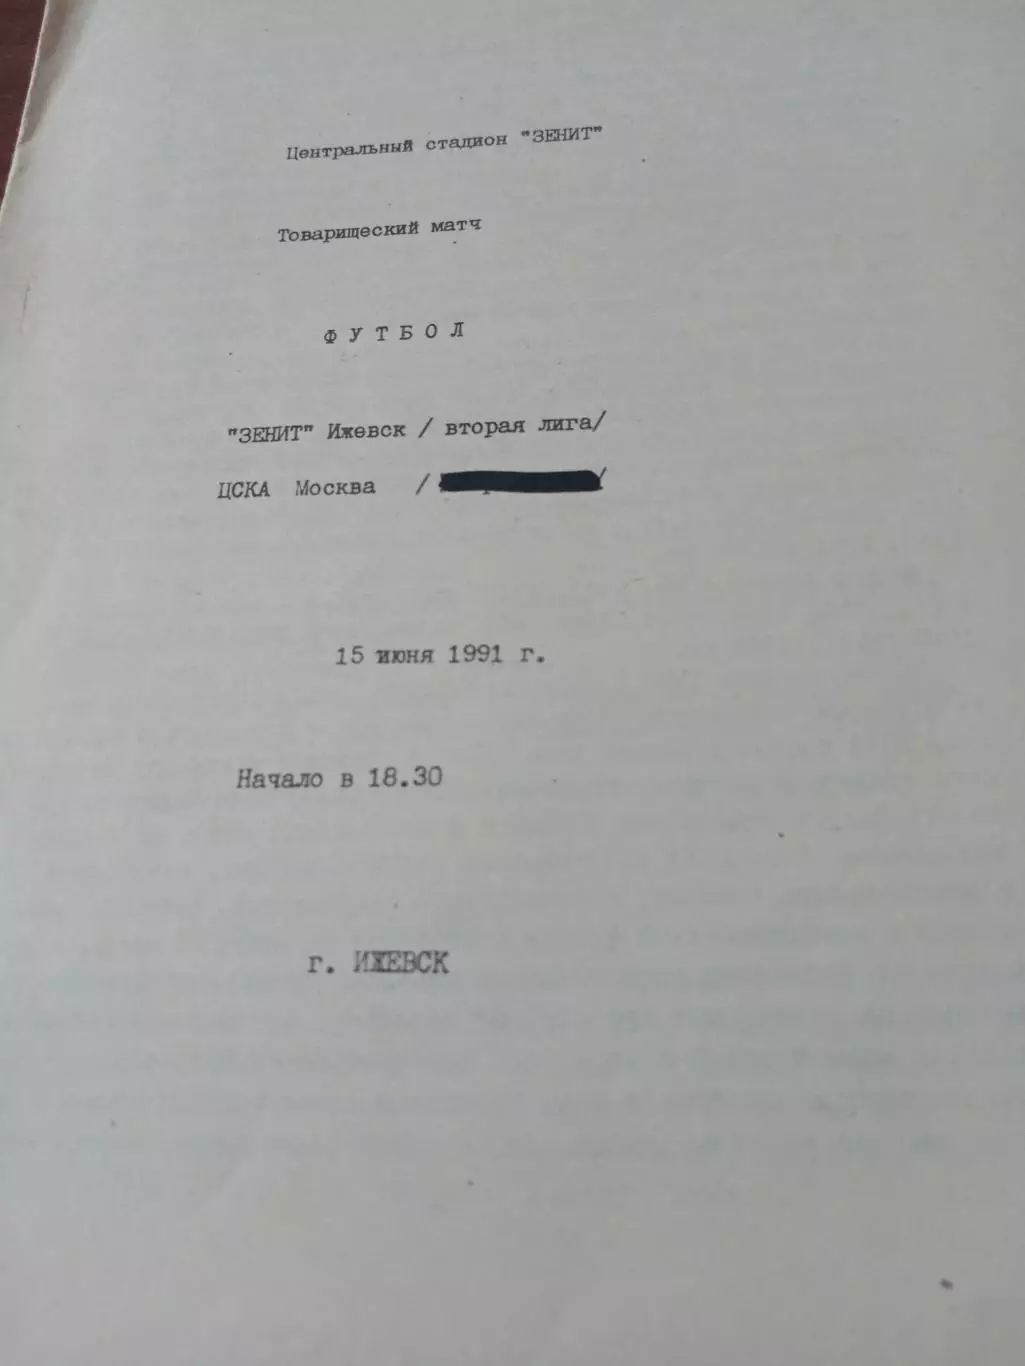 Центральный стадион "ЗЕНИТ"
Товарищеский матч
Ф У Т Б О Л
"ЗЕНИТ" Ижевск / вторая лига/
ЦСКА Москва / /
15 июня 1991 г.
Начало в 18.30
г. ИЖЕВСК